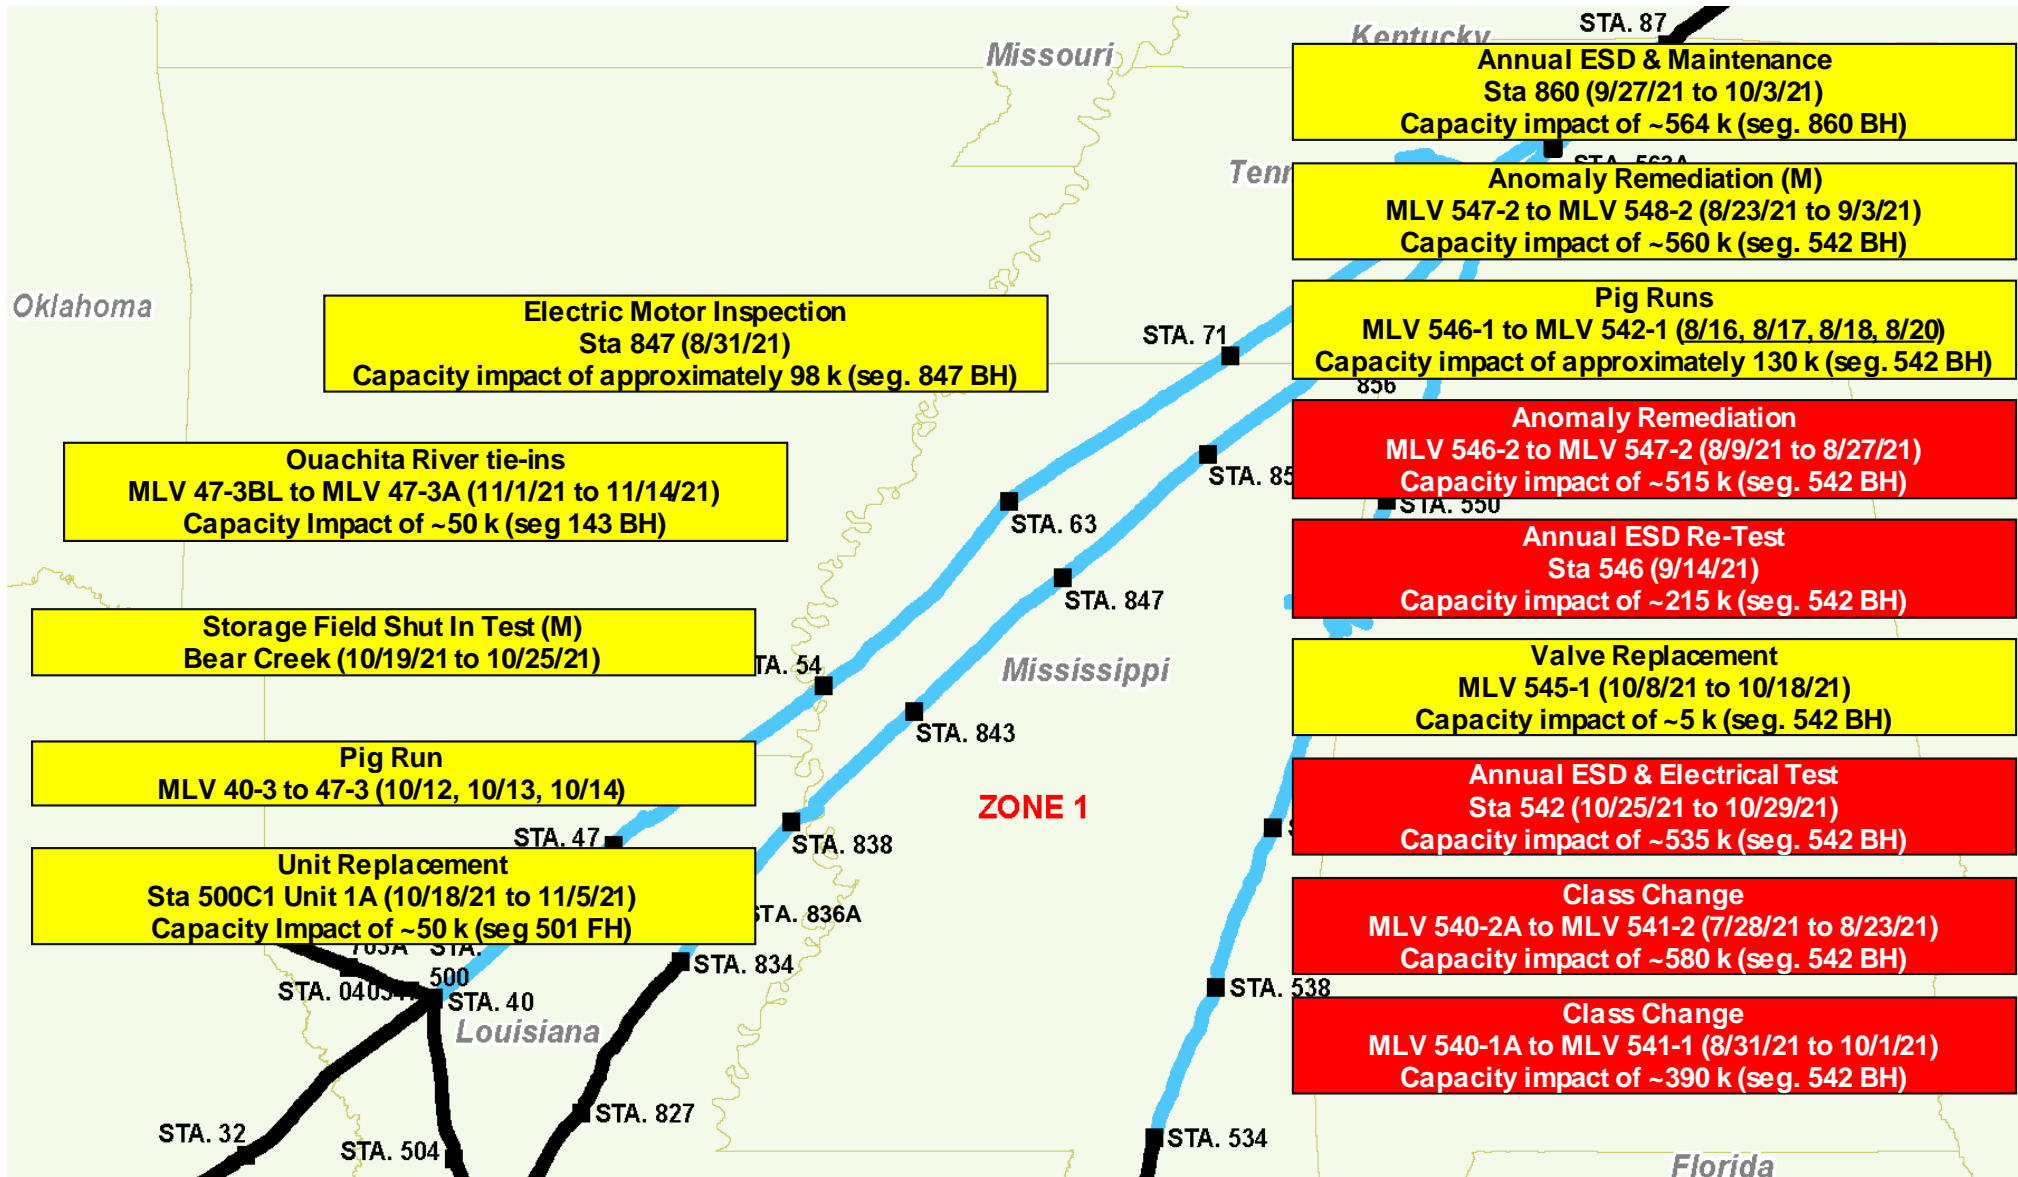 STA. 87
Missouri
Kentucky
Annual ESD & Maintenance
Sta 860 (9/27/21 to 10/3/21)
Capacity impact of ~564 k (seg. 860 BH)
STA. 563A
Tenn
Anomaly Remediation (M)
MLV 547-2 to MLV 548-2 (8/23/21 to 9/3/21)
Capacity impact of ~560 k (seg. 542 BH)
Oklahoma
Electric Motor Inspection
Sta 847 (8/31/21)
Capacity impact of approximately 98 k (seg. 847 BH)
STA. 71
Pig Runs
MLV 546-1 to MLV 542-1 (8/16, 8/17, 8/18, 8/20)
Capacity impact of approximately 130 k (seg. 542 BH)
856
Anomaly Remediation
MLV 546-2 to MLV 547-2 (8/9/21 to 8/27/21)
Capacity impact of ~515 k (seg. 542 BH)
STA. 85
STA. 550
Ouachita River tie-ins
MLV 47-3BL to MLV 47-3A (11/1/21 to 11/14/21)
Capacity Impact of ~50 k (seg 143 BH)
STA. 63
Annual ESD Re-Test
Sta 546 (9/14/21)
Capacity impact of ~215 k (seg. 542 BH)
STA. 847
Storage Field Shut In Test (M)
Bear Creek (10/19/21 to 10/25/21)
TA. 54
Mississippi
Valve Replacement
MLV 545-1 (10/8/21 to 10/18/21)
Capacity impact of ~5 k (seg. 542 BH)
STA. 843
Pig Run
MLV 40-3 to 47-3 (10/12, 10/13, 10/14)
ZONE 1
Annual ESD & Electrical Test
Sta 542 (10/25/21 to 10/29/21)
Capacity impact of ~535 k (seg. 542 BH)
STA. 47
STA. 838
Unit Replacement
Sta 500C1 Unit 1A (10/18/21 to 11/5/21)
Capacity Impact of ~50 k (seg 501 FH)
STA. 836A
Class Change
MLV 540-2A to MLV 541-2 (7/28/21 to 8/23/21)
Capacity impact of ~580 k (seg. 542 BH)
703A
STA.
500
STA. 834
STA. 40
STA. 538
Louisiana
Class Change
MLV 540-1A to MLV 541-1 (8/31/21 to 10/1/21)
Capacity impact of ~390 k (seg. 542 BH)
STA. 827
STA. 32
STA. 504
STA. 534
Florida